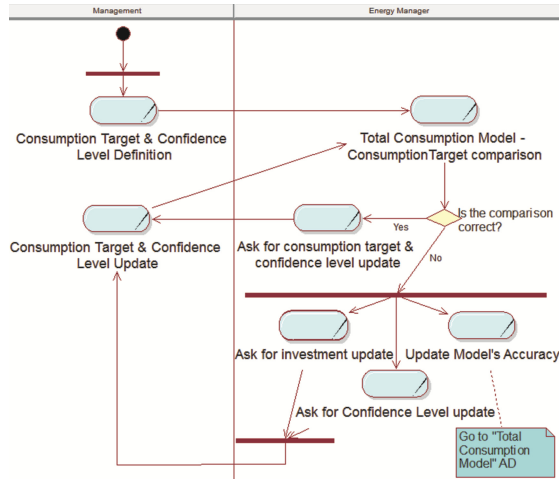 Management
Energy Manager
Consumption Target & Confidence
Level Definition
Total Consumption Model -
ConsumptionTarget comparison
Is the comparison
correct?
Yes
No
Consumption Target & Confidence
Level Update
Ask for consumption target &
confidence level update
Ask for investment update
Update Model's Accuracy
Ask for Confidence Level update
Go to "Total
Consumption
Model" AD